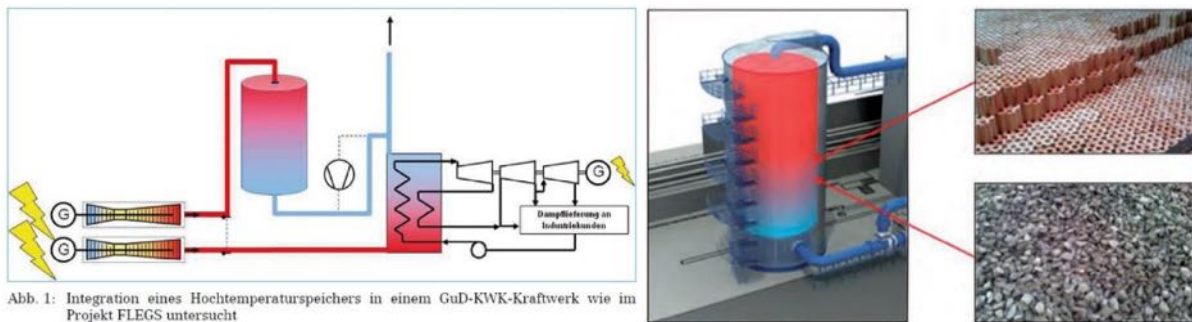 G
G
G
Dampflieferung an
Industriekunden
Abb. 1: Integration eines Hochtemperaturspeichers in einem GuD-KWK-Kraftwerk wie im
Projekt FLEGS untersucht